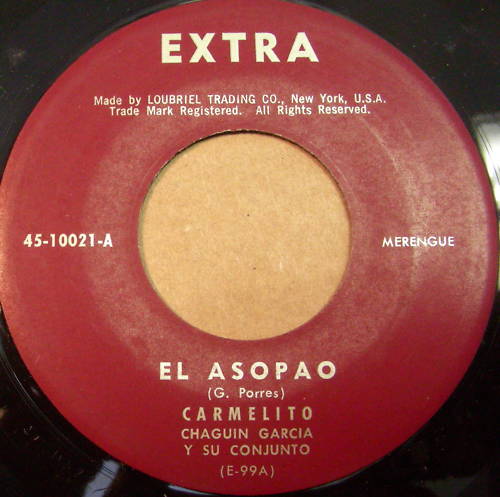 EXTRA
Made by LOUBRIEL TRADING CO., New York, U.S.A.
Trade Mark Registered. All Rights Reserved.
45-10021-A
MERENGUE
EL ASOPAO
(G. Porres)
CARMELITO
CHAGUIN GARCIA
Y SU CONJUNTO
(E-99A)